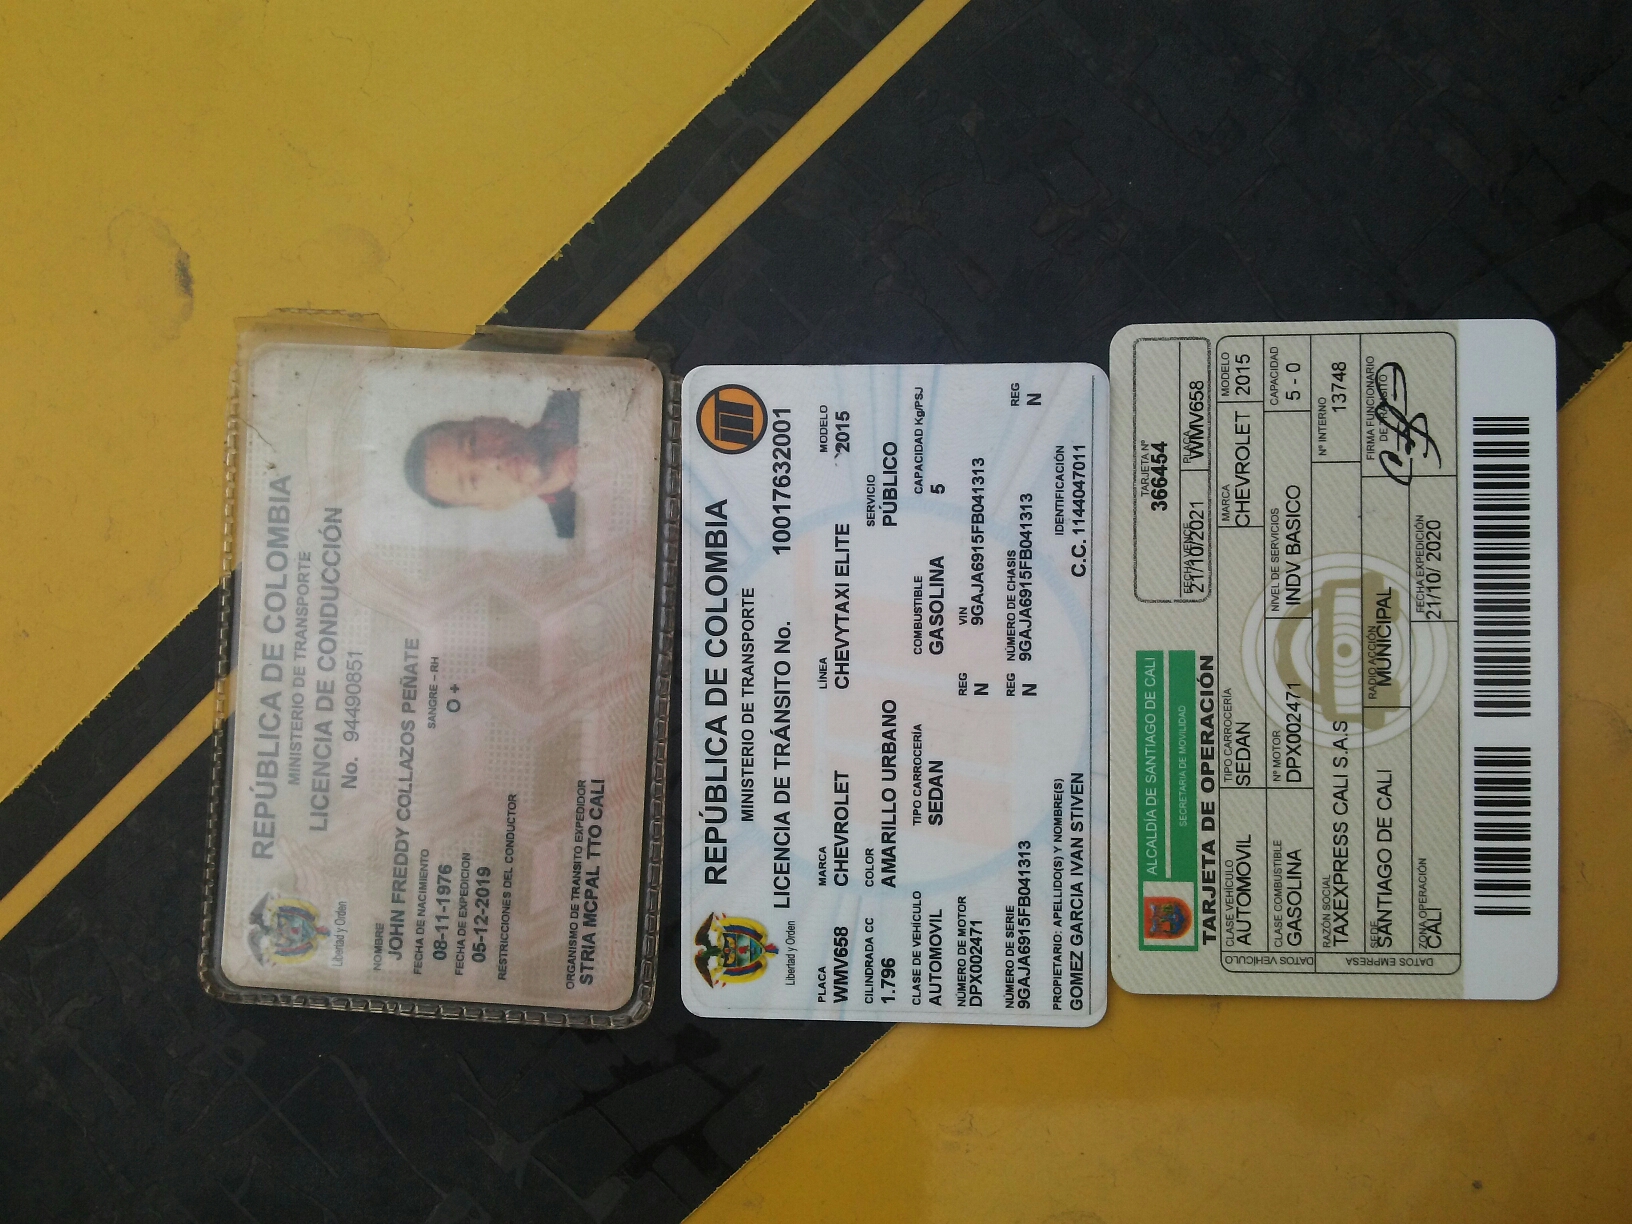 REPÚBLICA DE COLOMBIA
MINISTERIO DE TRANSPORTE
LICENCIA DE CONDUCCIÓN
No. 94490851
Libertad y Orden
NOMBRE
JOHN FREDDY COLLAZOS PEÑATE
FECHA DE NACIMIENTO
SANGRE-RH
08-11-1976
O +
FECHA DE EXPEDICION
05-12-2019
RESTRICCIONES DEL CONDUCTOR
ORGANISMO DE TRANSITO EXPEDIDOR
STRIA MCPAL TTO CALI
REPÚBLICA DE COLOMBIA
MINISTERIO DE TRANSPORTE
LICENCIA DE TRÁNSITO No. 10017632001
Libertad y Orden
PLACA MARCA LÍNEA MODELO
WMV658 CHEVROLET CHEVYTAXI ELITE 2015
CILINDRADA CC COLOR SERVICIO
1.796 AMARILLO URBANO PÚBLICO
CLASE DE VEHÍCULO TIPO CARROCERÍA COMBUSTIBLE CAPACIDAD Kg/PSJ
AUTOMOVIL SEDAN GASOLINA 5
NÚMERO DE MOTOR REG VIN
DPX002471 N 9GAJA6915FB041313
NÚMERO DE SERIE REG NÚMERO DE CHASIS REG
9GAJA6915FB041313 N 9GAJA6915FB041313 N
PROPIETARIO: APELLIDO(S) Y NOMBRE(S) IDENTIFICACIÓN
GOMEZ GARCIA IVAN STIVEN C.C. 1144047011
ALCALDÍA DE SANTIAGO DE CALI
SECRETARIA DE MOVILIDAD
TARJETA DE OPERACIÓN
TARJETA Nº
366454
FECHA VENCE PLACA
21/10/2021 WMV658
DATOS VEHÍCULO
CLASE VEHÍCULO TIPO CARROCERÍA MARCA MODELO
AUTOMOVIL SEDAN CHEVROLET 2015
CLASE COMBUSTIBLE Nº MOTOR NIVEL DE SERVICIOS CAPACIDAD
GASOLINA DPX002471 INDV BASICO 5 - 0
DATOS EMPRESA
RAZÓN SOCIAL Nº INTERNO
TAXEXPRESS CALI S.A.S 13748
SEDE RADIO ACCIÓN FIRMA FUNCIONARIO
DE TRÁNSITO
SANTIAGO DE CALI MUNICIPAL
ZONA OPERACIÓN FECHA EXPEDICIÓN
CALI 21/10/ 2020